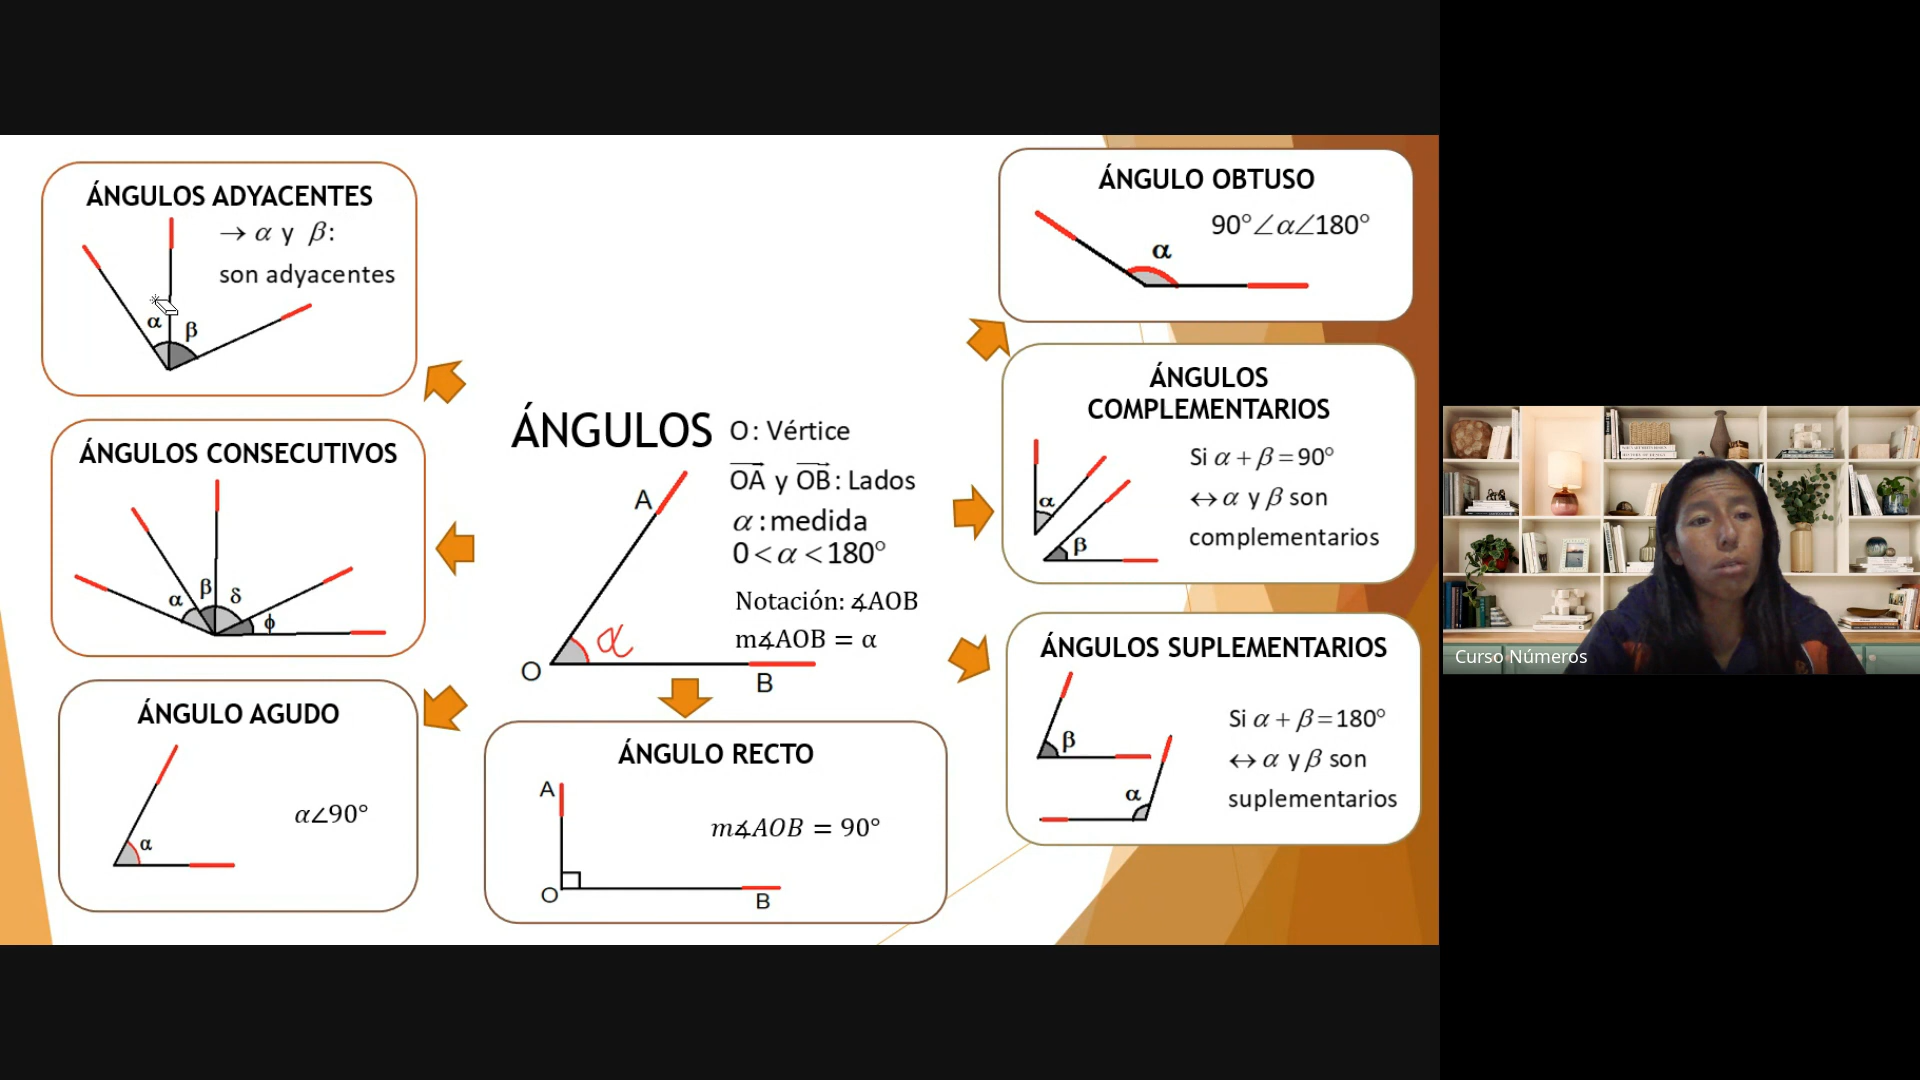 ÁNGULOS ADYACENTES
→ α y β:
son adyacentes
α
β
ÁNGULOS CONSECUTIVOS
α
β
δ
ϕ
ÁNGULO AGUDO
α
α∠90°
ÁNGULOS
O: Vértice
OA y OB: Lados
α: medida
0 < α < 180°
Notación: ∡AOB
m∡AOB = α
A
α
O
B
ÁNGULO RECTO
A
m∡AOB = 90°
O
B
ÁNGULO OBTUSO
90°∠α∠180°
α
ÁNGULOS
COMPLEMENTARIOS
Si α + β = 90°
↔ α y β son
complementarios
α
β
ÁNGULOS SUPLEMENTARIOS
Si α + β = 180°
↔ α y β son
suplementarios
β
α
Curso Números